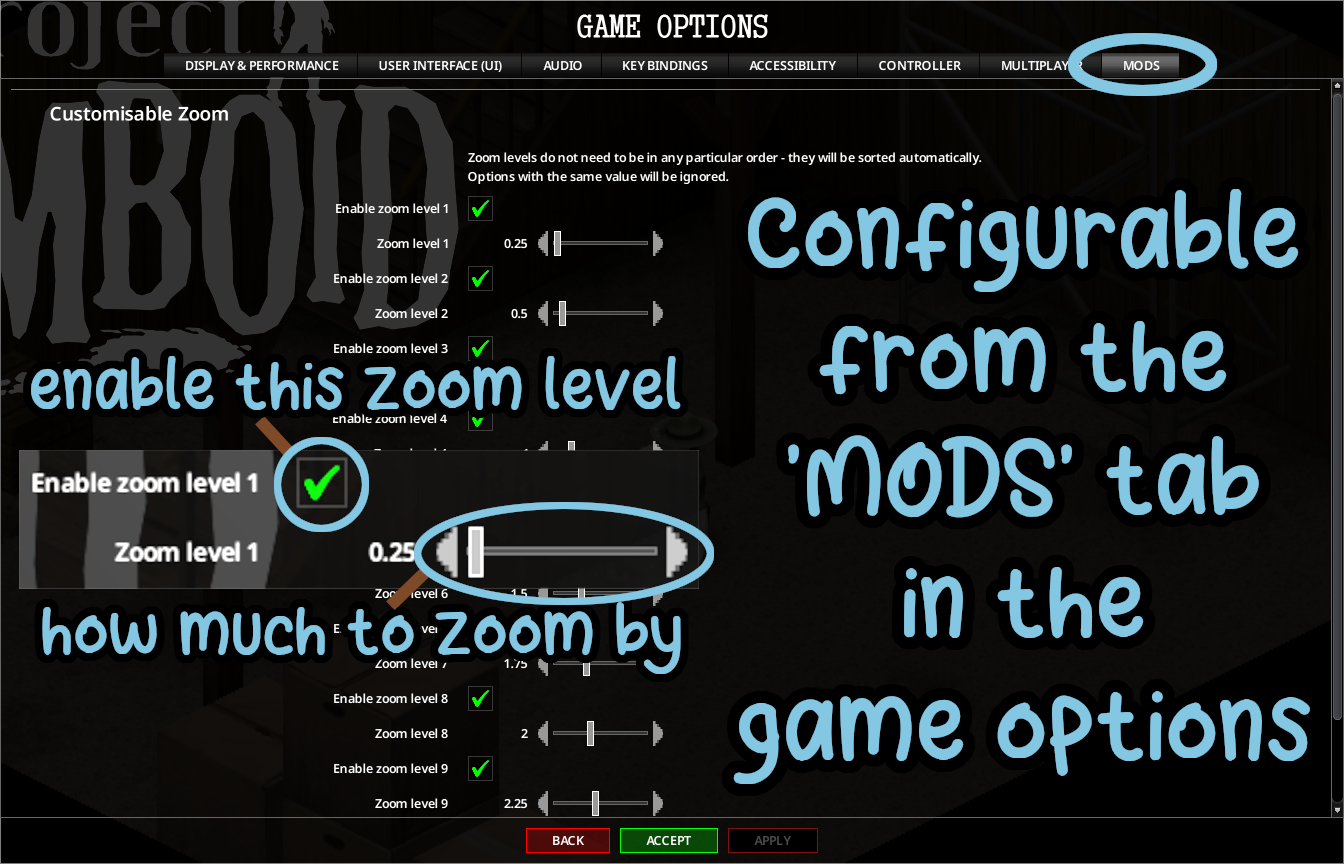 GAME OPTIONS
DISPLAY & PERFORMANCE USER INTERFACE (UI) AUDIO KEY BINDINGS ACCESSIBILITY CONTROLLER MULTIPLAYER MODS
Customisable Zoom
Zoom levels do not need to be in any particular order - they will be sorted automatically.
Options with the same value will be ignored.
Enable zoom level 1
Zoom level 1 0.25
Enable zoom level 2
Zoom level 2 0.5
Enable zoom level 3
enable this zoom level
Enable zoom level 4
Enable zoom level 1
Zoom level 1 0.25
Zoom level 6 1.5
how much to zoom by
Zoom level 7 1.75
Enable zoom level 8
Zoom level 8 2
Enable zoom level 9
Zoom level 9 2.25
Configurable
from the
'MODS' tab
in the
game options
BACK ACCEPT APPLY